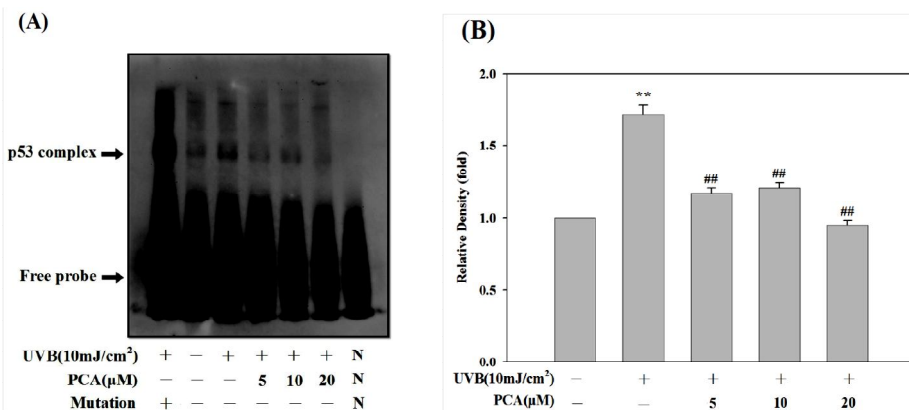 (A)
p53 complex
Free probe
UVB(10mJ/cm²) + − + + + + N
PCA(μM) − − − 5 10 20 N
Mutation + − − − − − N
(B)
2.0
1.5
1.0
0.5
0.0
Relative Density (fold)
**
##
##
##
UVB(10mJ/cm²) − + + + +
PCA(μM) − − 5 10 20